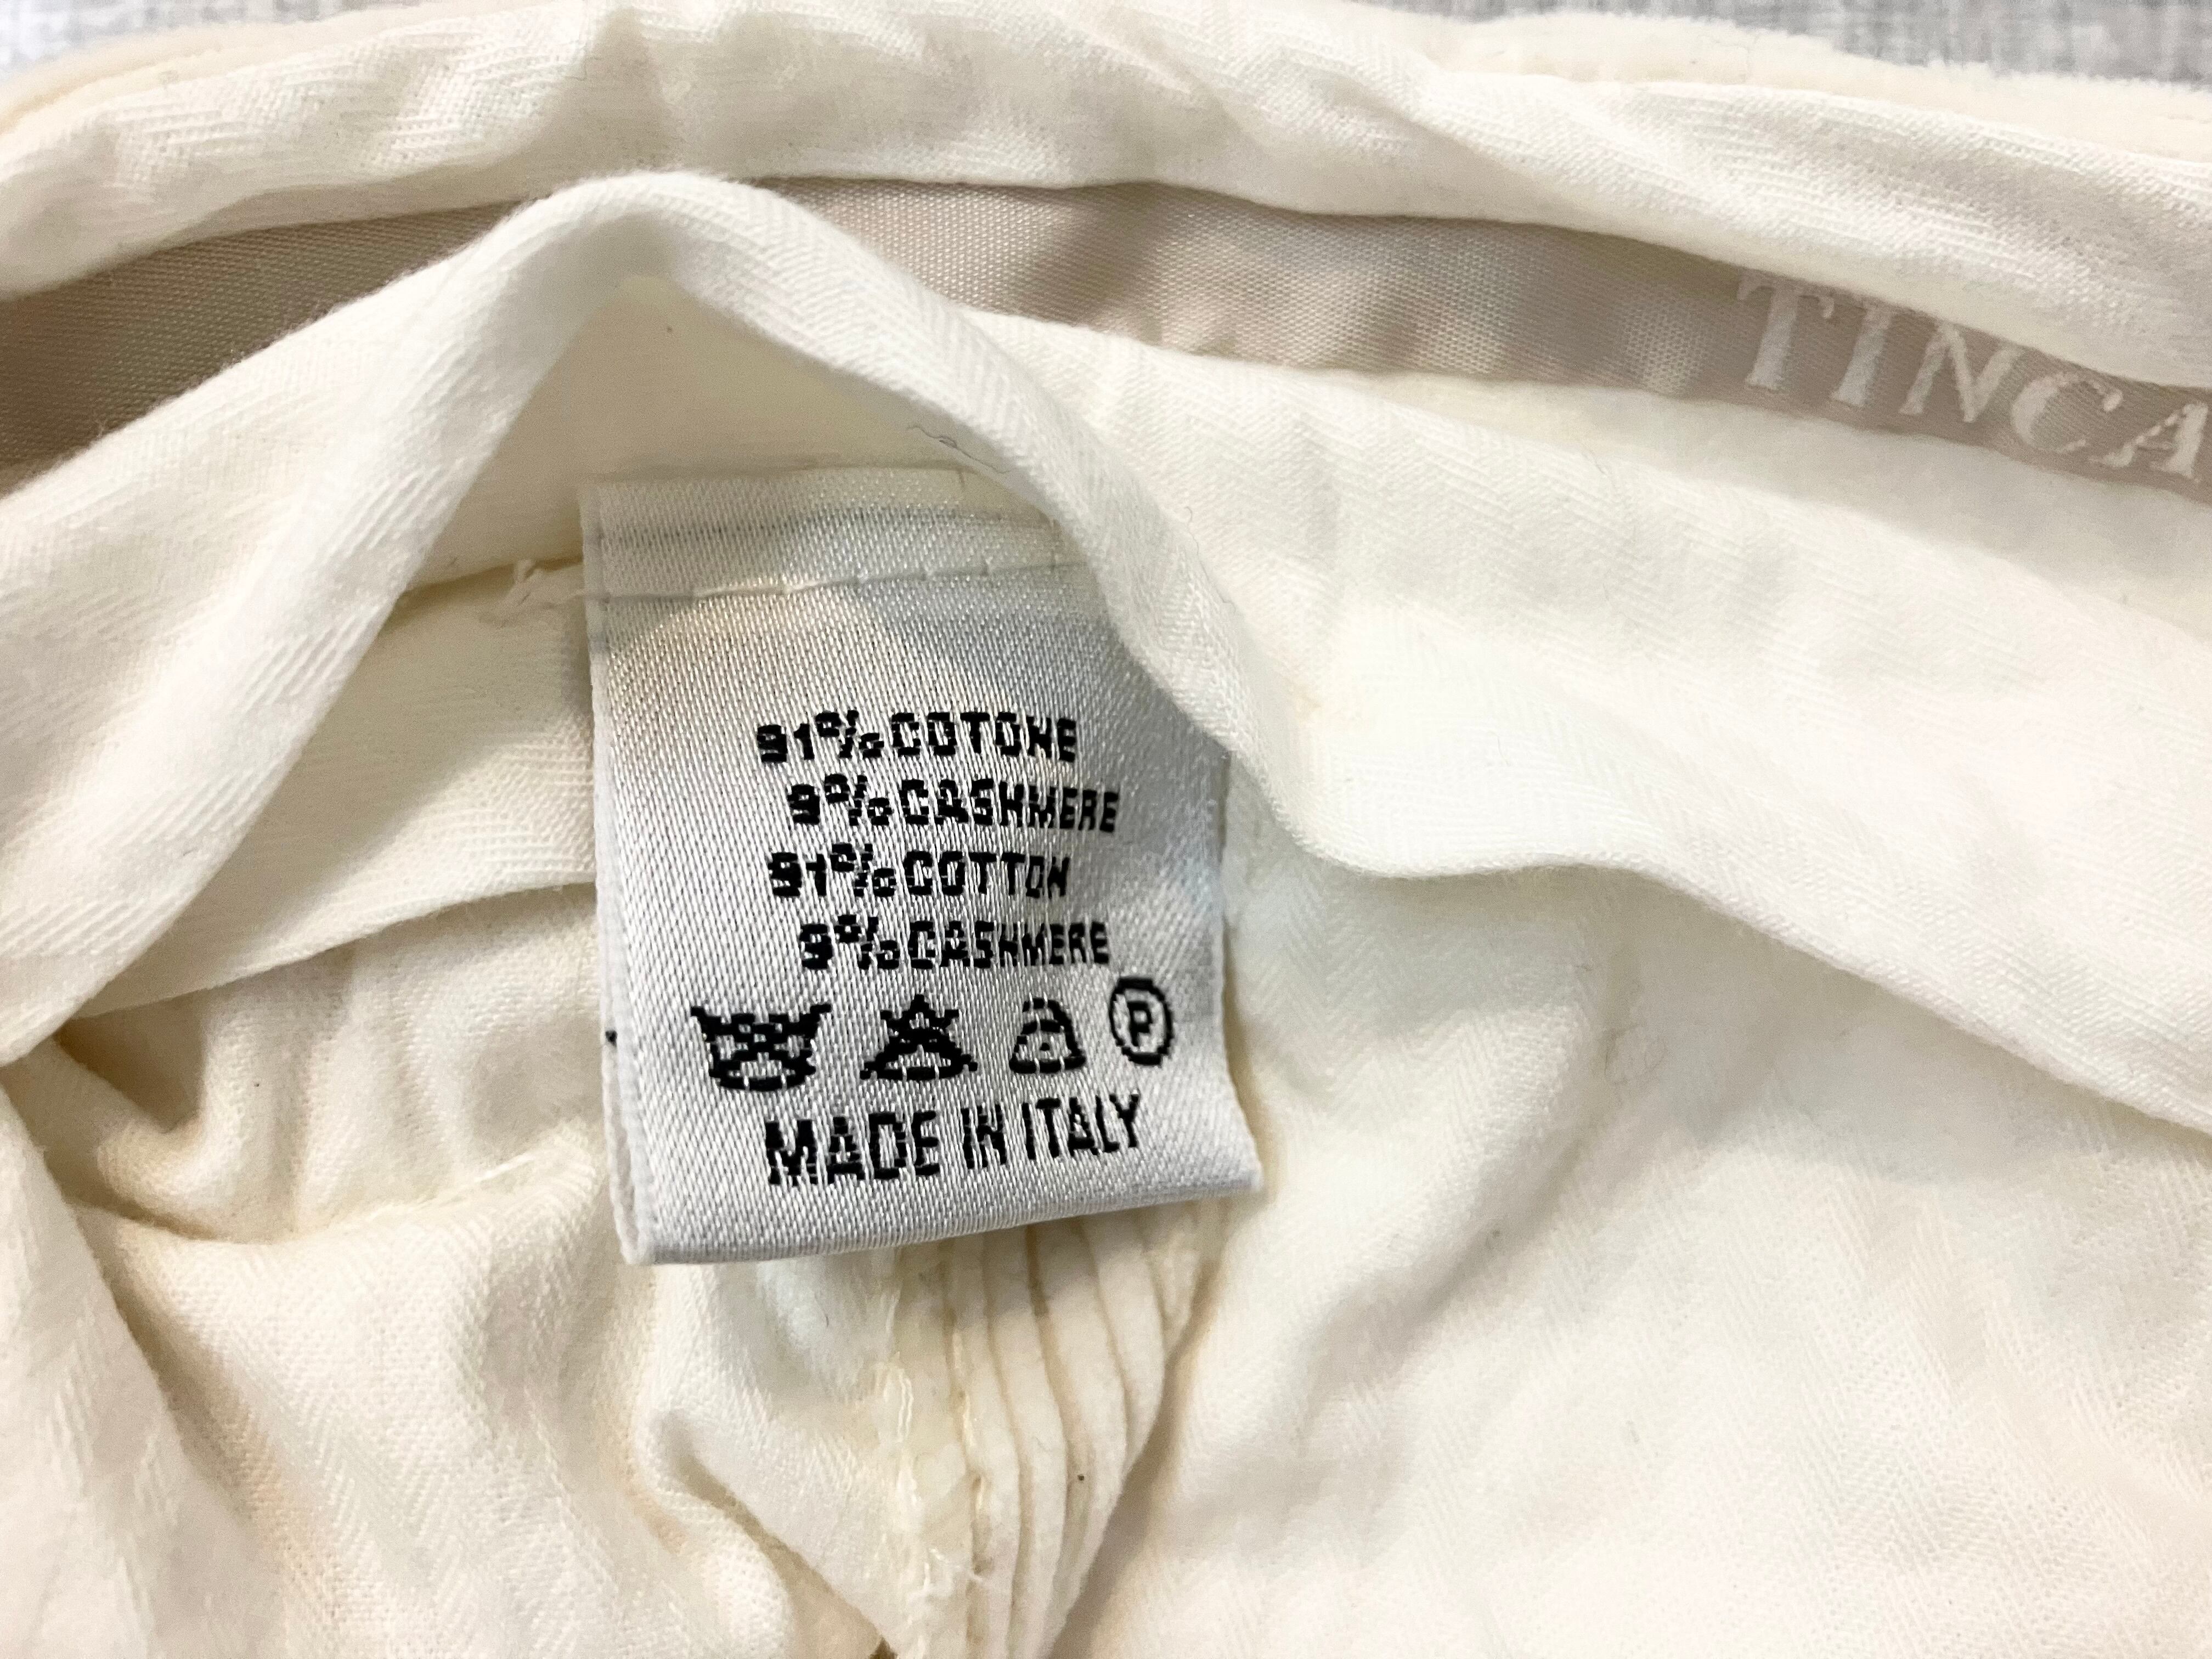 TINCA
91% COTONE
9% CASHMERE
91% COTTON
9% CASHMERE
P
MADE IN ITALY